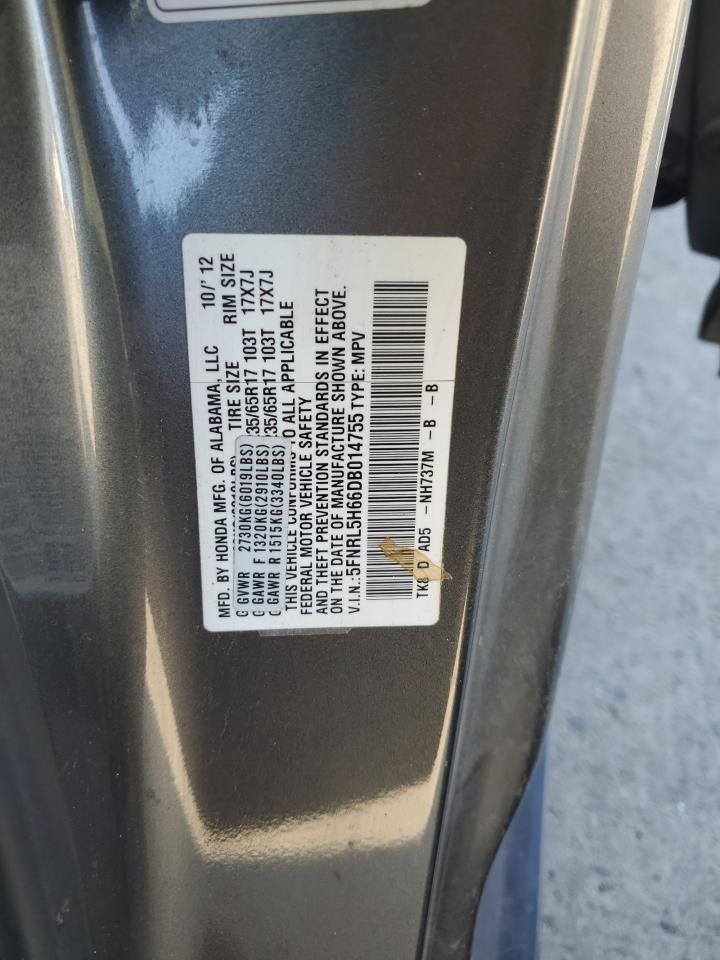 MFD. BY HONDA MFG. OF ALABAMA, LLC 10/'12
TIRE SIZE RIM SIZE
G GVWR 2730KG(6019LBS)
G GAWR F 1320KG(2910LBS) 35/65R17 103T 17X7J
G GAWR R 1515KG(3340LBS) 35/65R17 103T 17X7J
THIS VEHICLE CONFORMS TO ALL APPLICABLE
FEDERAL MOTOR VEHICLE SAFETY
AND THEFT PREVENTION STANDARDS IN EFFECT
ON THE DATE OF MANUFACTURE SHOWN ABOVE.
V.I.N.:5FNRL5H66DB014755 TYPE: MPV
TK8 D AD5 -NH737M -B -B